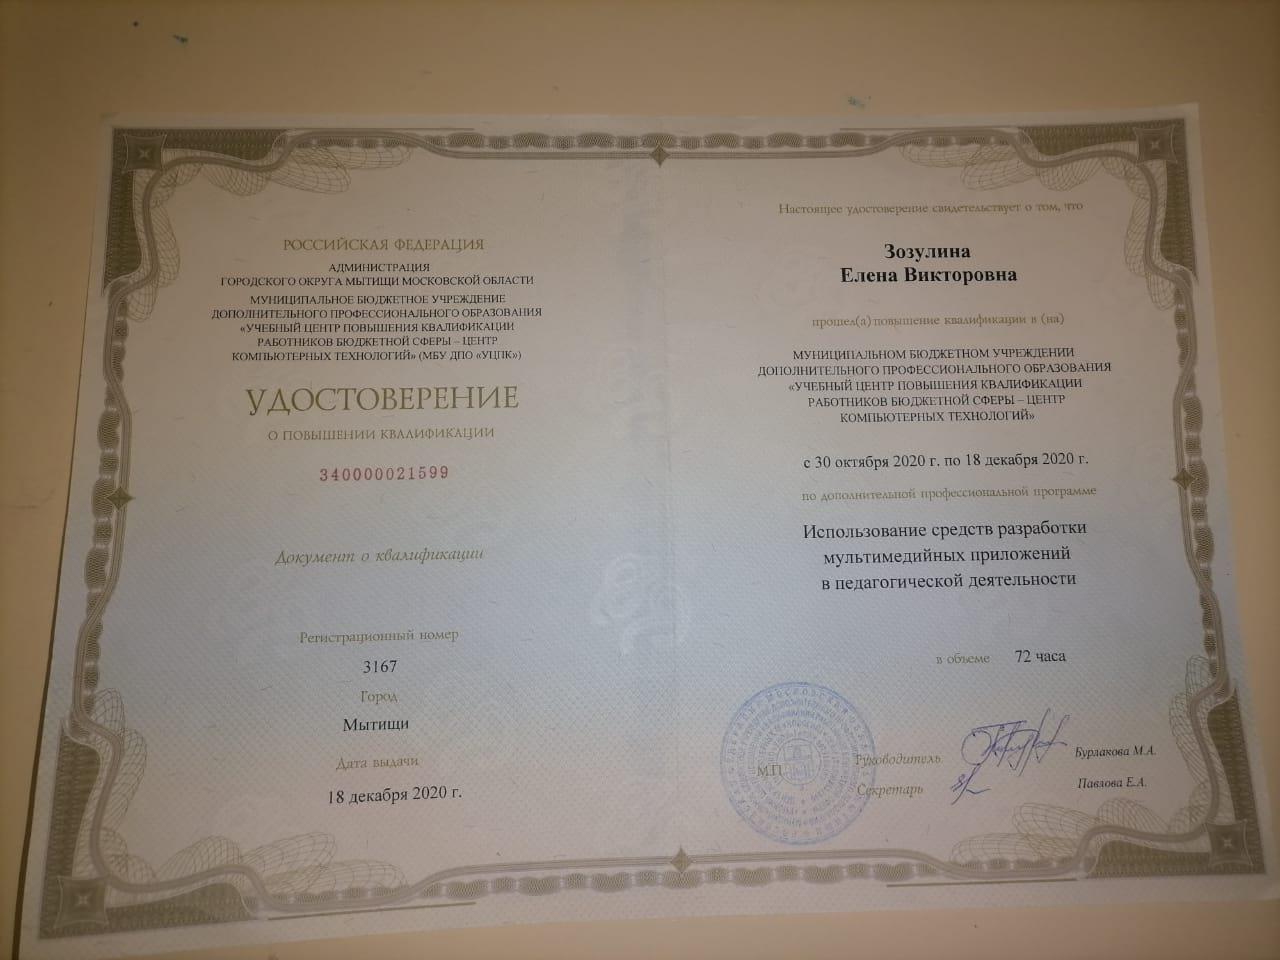 РОССИЙСКАЯ ФЕДЕРАЦИЯ
АДМИНИСТРАЦИЯ
ГОРОДСКОГО ОКРУГА МЫТИЩИ МОСКОВСКОЙ ОБЛАСТИ
МУНИЦИПАЛЬНОЕ БЮДЖЕТНОЕ УЧРЕЖДЕНИЕ
ДОПОЛНИТЕЛЬНОГО ПРОФЕССИОНАЛЬНОГО ОБРАЗОВАНИЯ
«УЧЕБНЫЙ ЦЕНТР ПОВЫШЕНИЯ КВАЛИФИКАЦИИ
РАБОТНИКОВ БЮДЖЕТНОЙ СФЕРЫ – ЦЕНТР
КОМПЬЮТЕРНЫХ ТЕХНОЛОГИЙ» (МБУ ДПО «УЦПК»)
УДОСТОВЕРЕНИЕ
О ПОВЫШЕНИИ КВАЛИФИКАЦИИ
340000021599
Документ о квалификации
Регистрационный номер
3167
Город
Мытищи
Дата выдачи
18 декабря 2020 г.
Настоящее удостоверение свидетельствует о том, что
Зозулина
Елена Викторовна
прошел(а) повышение квалификации в (на)
МУНИЦИПАЛЬНОМ БЮДЖЕТНОМ УЧРЕЖДЕНИИ
ДОПОЛНИТЕЛЬНОГО ПРОФЕССИОНАЛЬНОГО ОБРАЗОВАНИЯ
«УЧЕБНЫЙ ЦЕНТР ПОВЫШЕНИЯ КВАЛИФИКАЦИИ
РАБОТНИКОВ БЮДЖЕТНОЙ СФЕРЫ – ЦЕНТР
КОМПЬЮТЕРНЫХ ТЕХНОЛОГИЙ»
с 30 октября 2020 г. по 18 декабря 2020 г.
по дополнительной профессиональной программе
Использование средств разработки
мультимедийных приложений
в педагогической деятельности
в объеме 72 часа
М.П.
Руководитель Бурлакова М.А.
Секретарь Павлова Е.А.